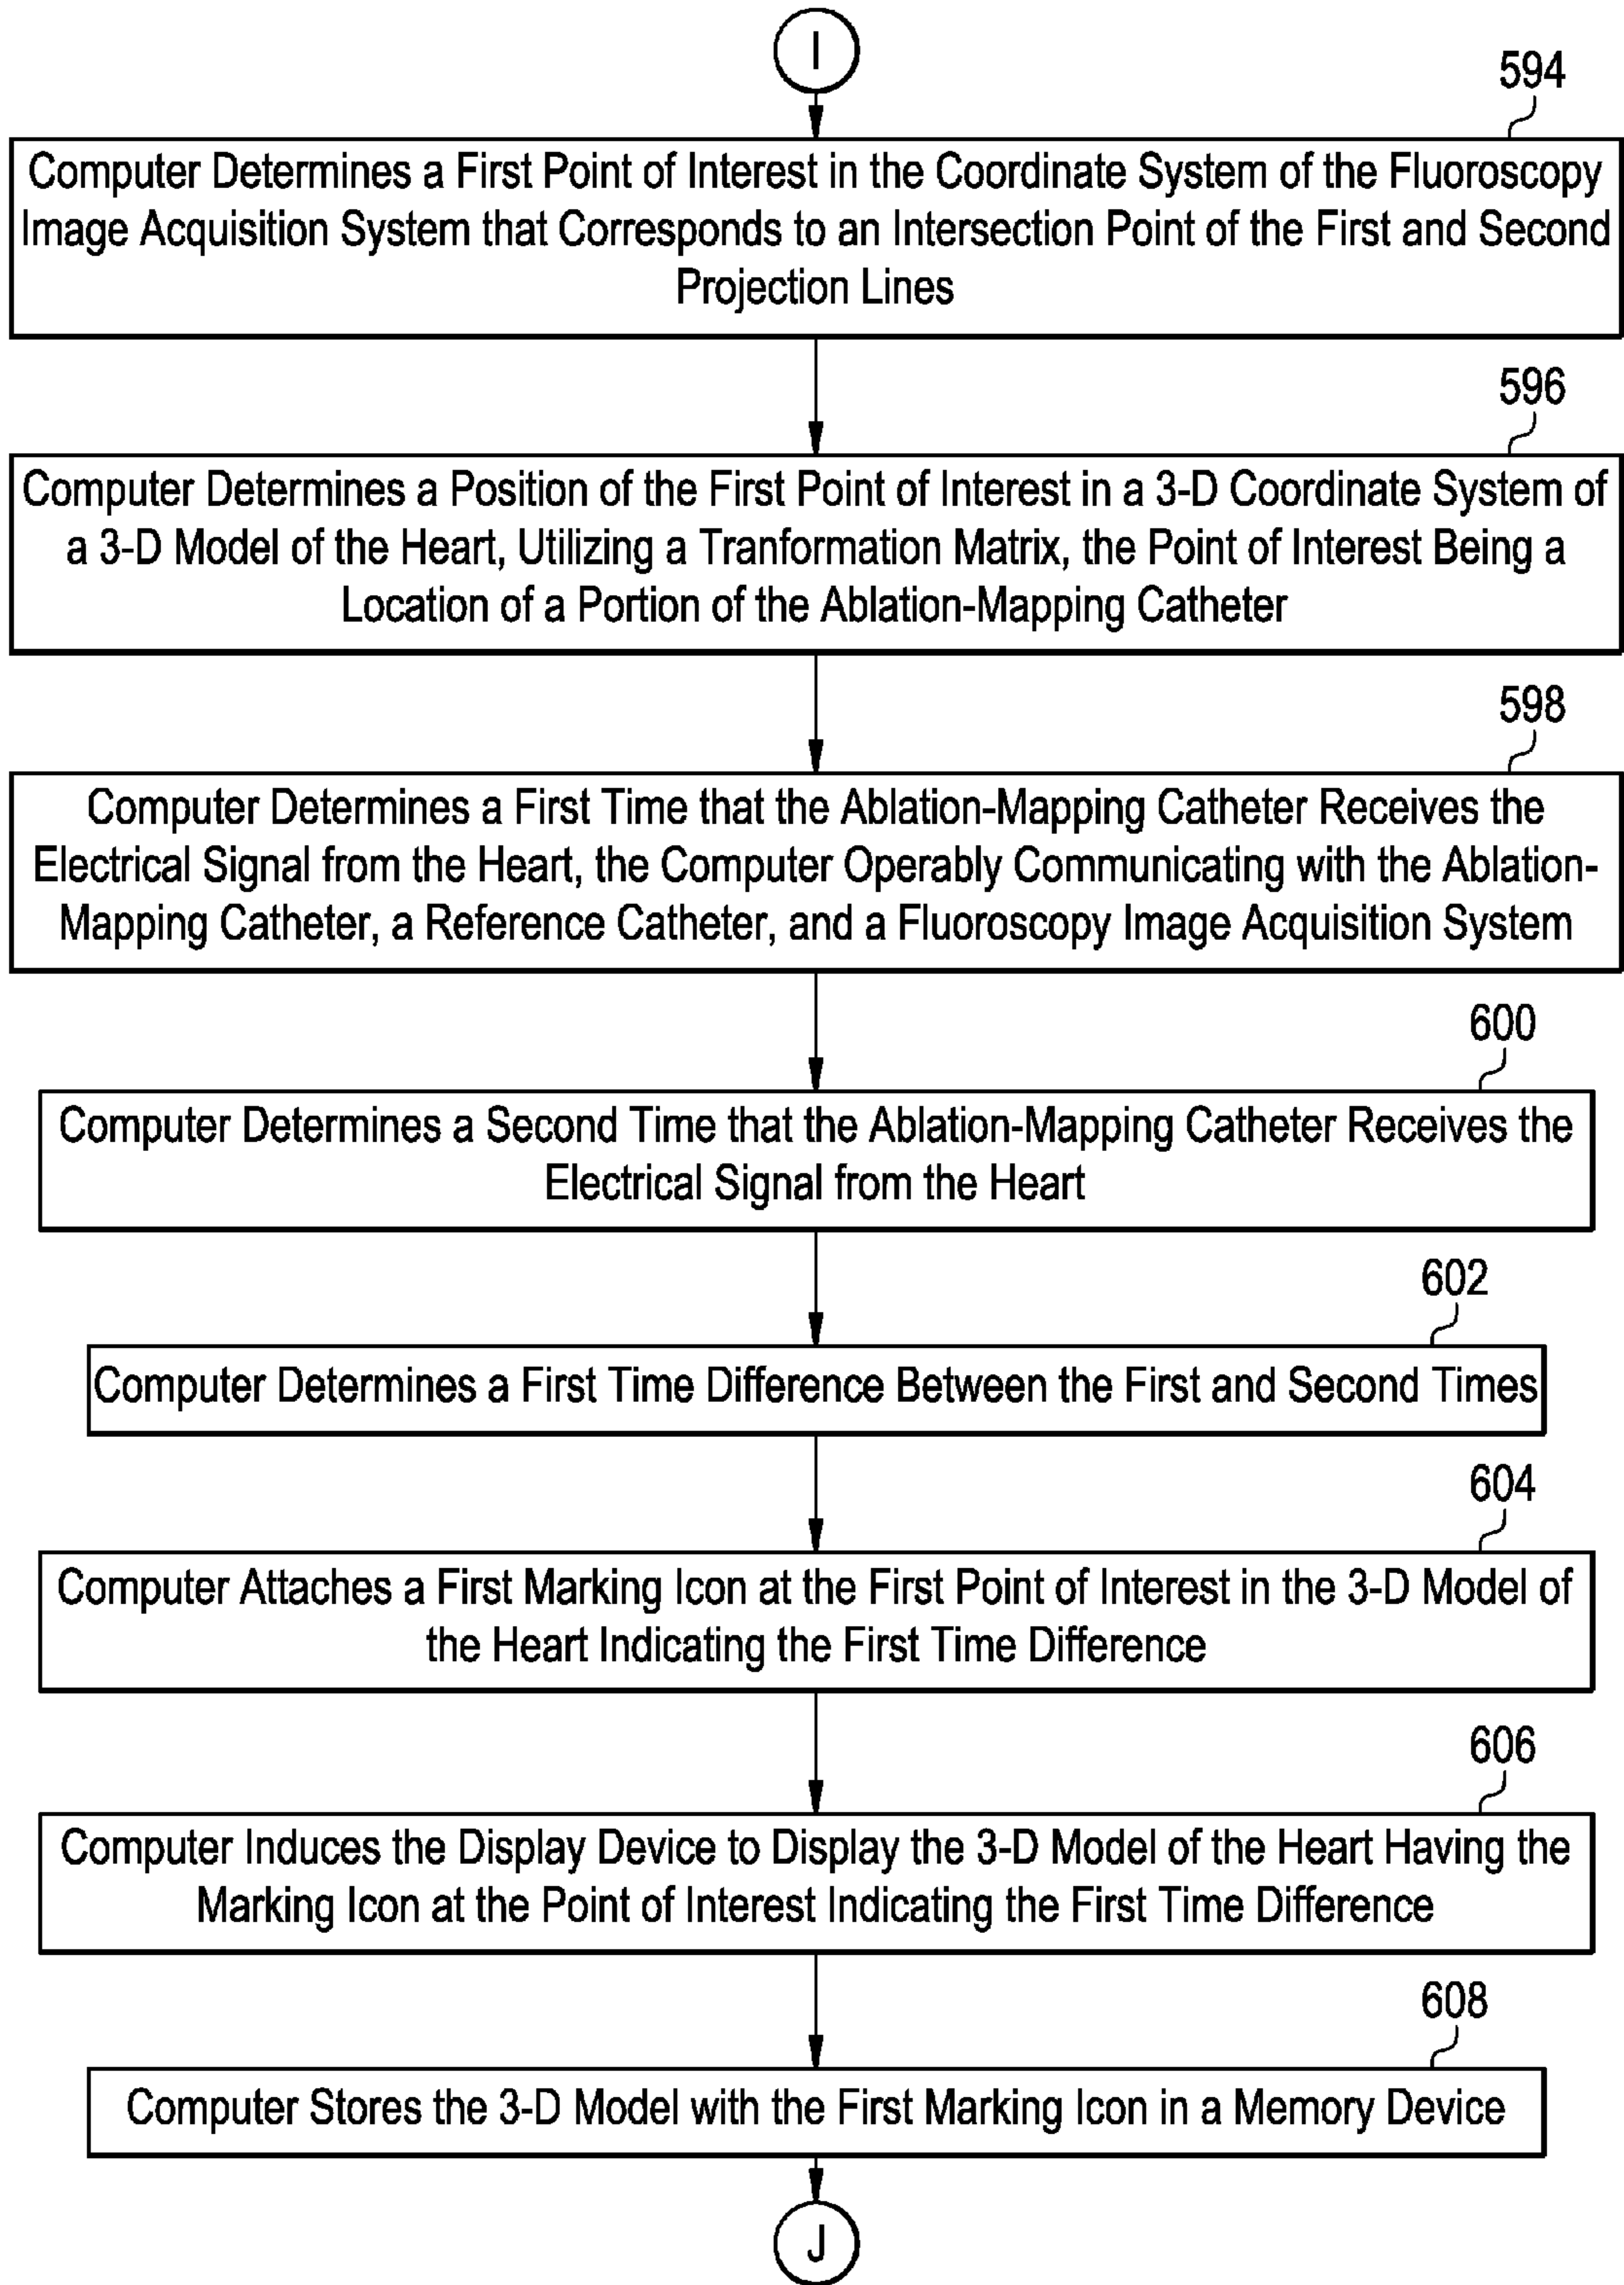 I
594
Computer Determines a First Point of Interest in the Coordinate System of the Fluoroscopy
Image Acquisition System that Corresponds to an Intersection Point of the First and Second
Projection Lines
596
Computer Determines a Position of the First Point of Interest in a 3-D Coordinate System of
a 3-D Model of the Heart, Utilizing a Tranformation Matrix, the Point of Interest Being a
Location of a Portion of the Ablation-Mapping Catheter
598
Computer Determines a First Time that the Ablation-Mapping Catheter Receives the
Electrical Signal from the Heart, the Computer Operably Communicating with the Ablation-
Mapping Catheter, a Reference Catheter, and a Fluoroscopy Image Acquisition System
600
Computer Determines a Second Time that the Ablation-Mapping Catheter Receives the
Electrical Signal from the Heart
602
Computer Determines a First Time Difference Between the First and Second Times
604
Computer Attaches a First Marking Icon at the First Point of Interest in the 3-D Model of
the Heart Indicating the First Time Difference
606
Computer Induces the Display Device to Display the 3-D Model of the Heart Having the
Marking Icon at the Point of Interest Indicating the First Time Difference
608
Computer Stores the 3-D Model with the First Marking Icon in a Memory Device
J